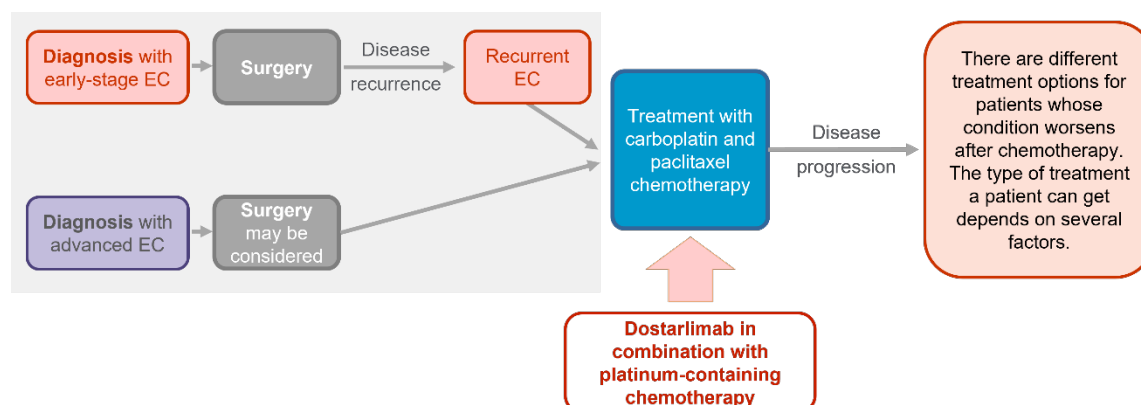 Diagnosis with
early-stage EC
Surgery
Disease
recurrence
Recurrent
EC
Diagnosis with
advanced EC
Surgery
may be
considered
Treatment with
carboplatin and
paclitaxel
chemotherapy
Disease
progression
There are different
treatment options for
patients whose
condition worsens
after chemotherapy.
The type of treatment
a patient can get
depends on several
factors.
Dostarlimab in
combination with
platinum-containing
chemotherapy